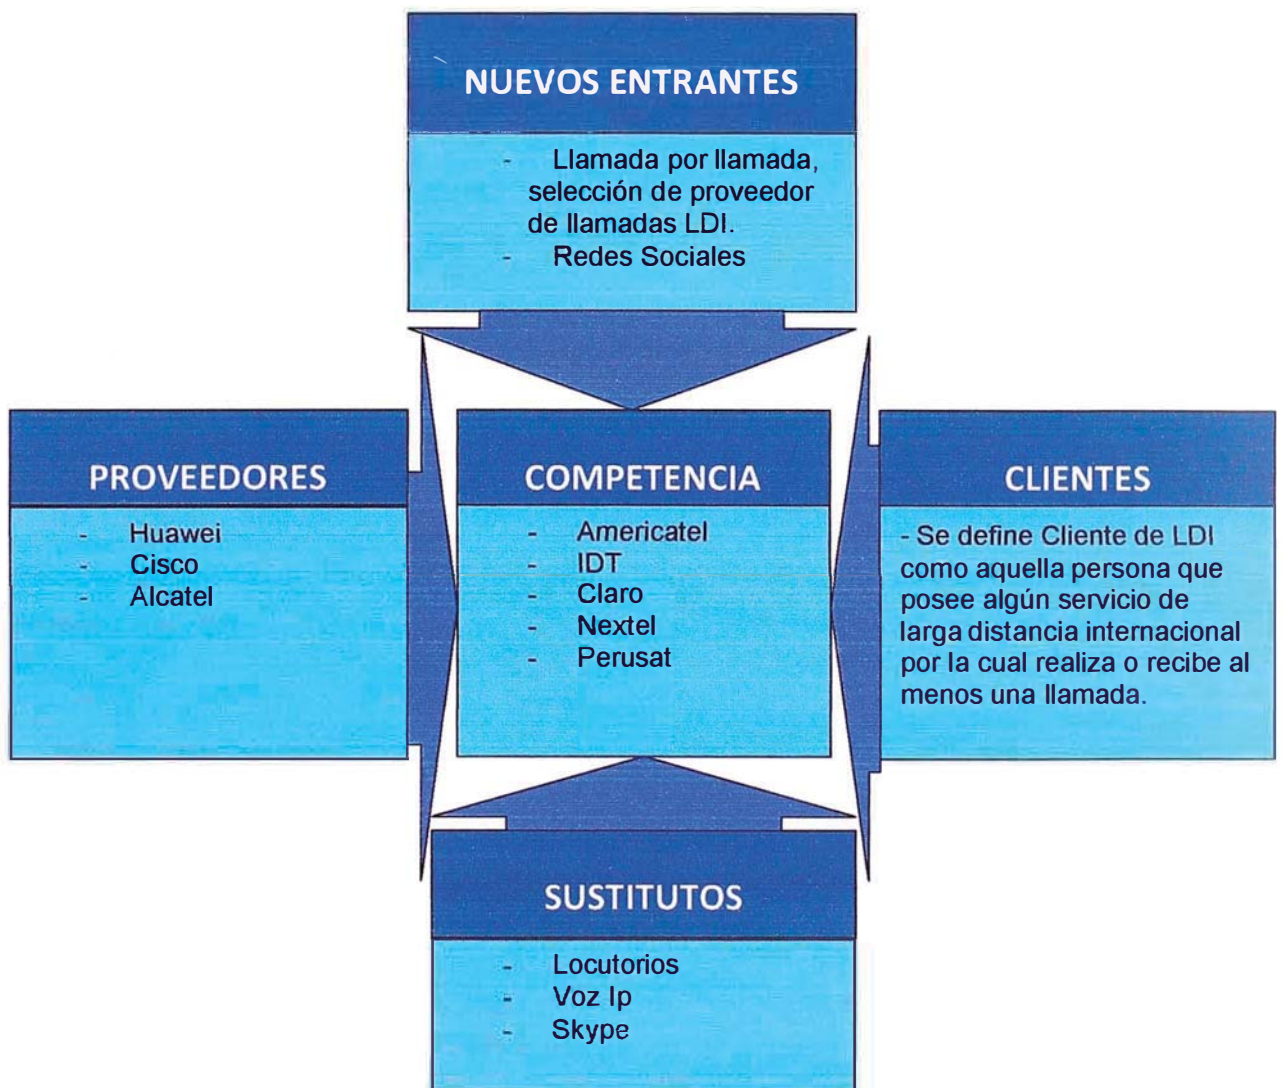 NUEVOS ENTRANTES
- Llamada por llamada,
selección de proveedor
de llamadas LDI.
- Redes Sociales
PROVEEDORES
- Huawei
- Cisco
- Alcatel
COMPETENCIA
- Americatel
- IDT
- Claro
- Nextel
- Perusat
CLIENTES
- Se define Cliente de LDI
como aquella persona que
posee algún servicio de
larga distancia internacional
por la cual realiza o recibe al
menos una llamada.
SUSTITUTOS
- Locutorios
- Voz Ip
- Skype